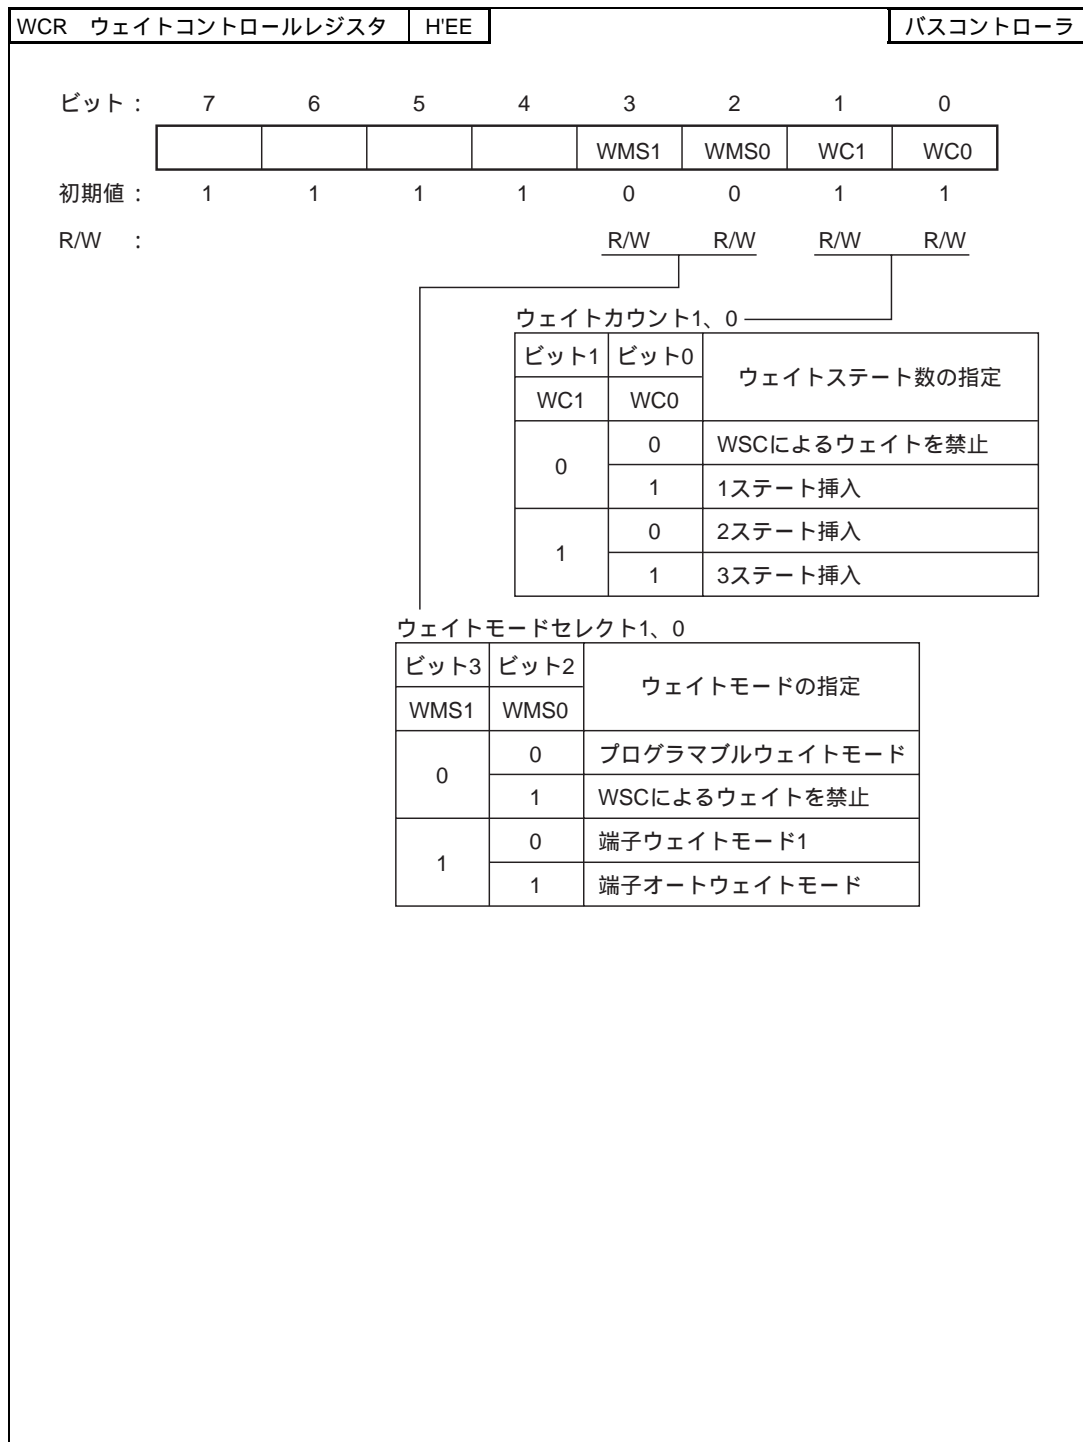 WCR ウェイトコントロールレジスタ H'EE バスコントローラ
ビット： 7 6 5 4 3 2 1 0
WMS1 WMS0 WC1 WC0
初期値： 1 1 1 1 0 0 1 1
R/W ： R/W R/W R/W R/W
ウェイトカウント1、0
ビット1 ビット0 ウェイトステート数の指定
WC1 WC0
0 0 WSCによるウェイトを禁止
1 1ステート挿入
1 0 2ステート挿入
1 3ステート挿入
ウェイトモードセレクト1、0
ビット3 ビット2 ウェイトモードの指定
WMS1 WMS0
0 0 プログラマブルウェイトモード
1 WSCによるウェイトを禁止
1 0 端子ウェイトモード1
1 端子オートウェイトモード